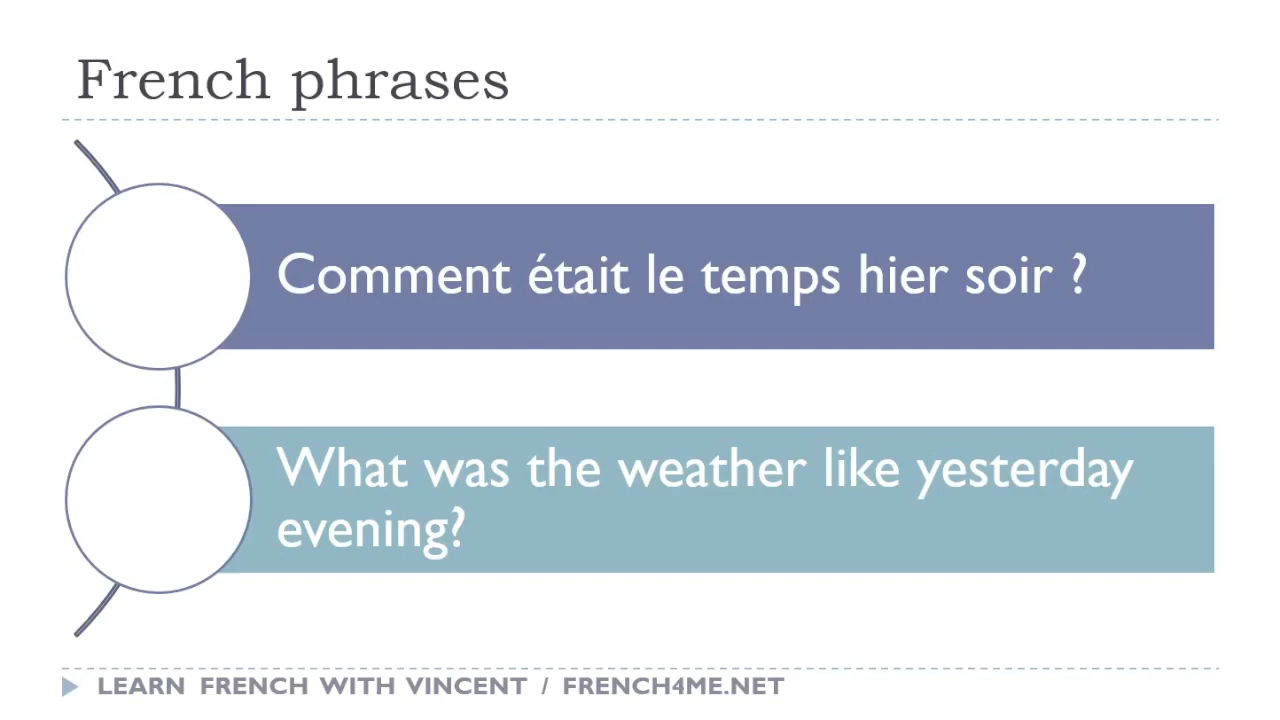 French phrases
Comment était le temps hier soir ?
What was the weather like yesterday
evening?
LEARN FRENCH WITH VINCENT / FRENCH4ME.NET